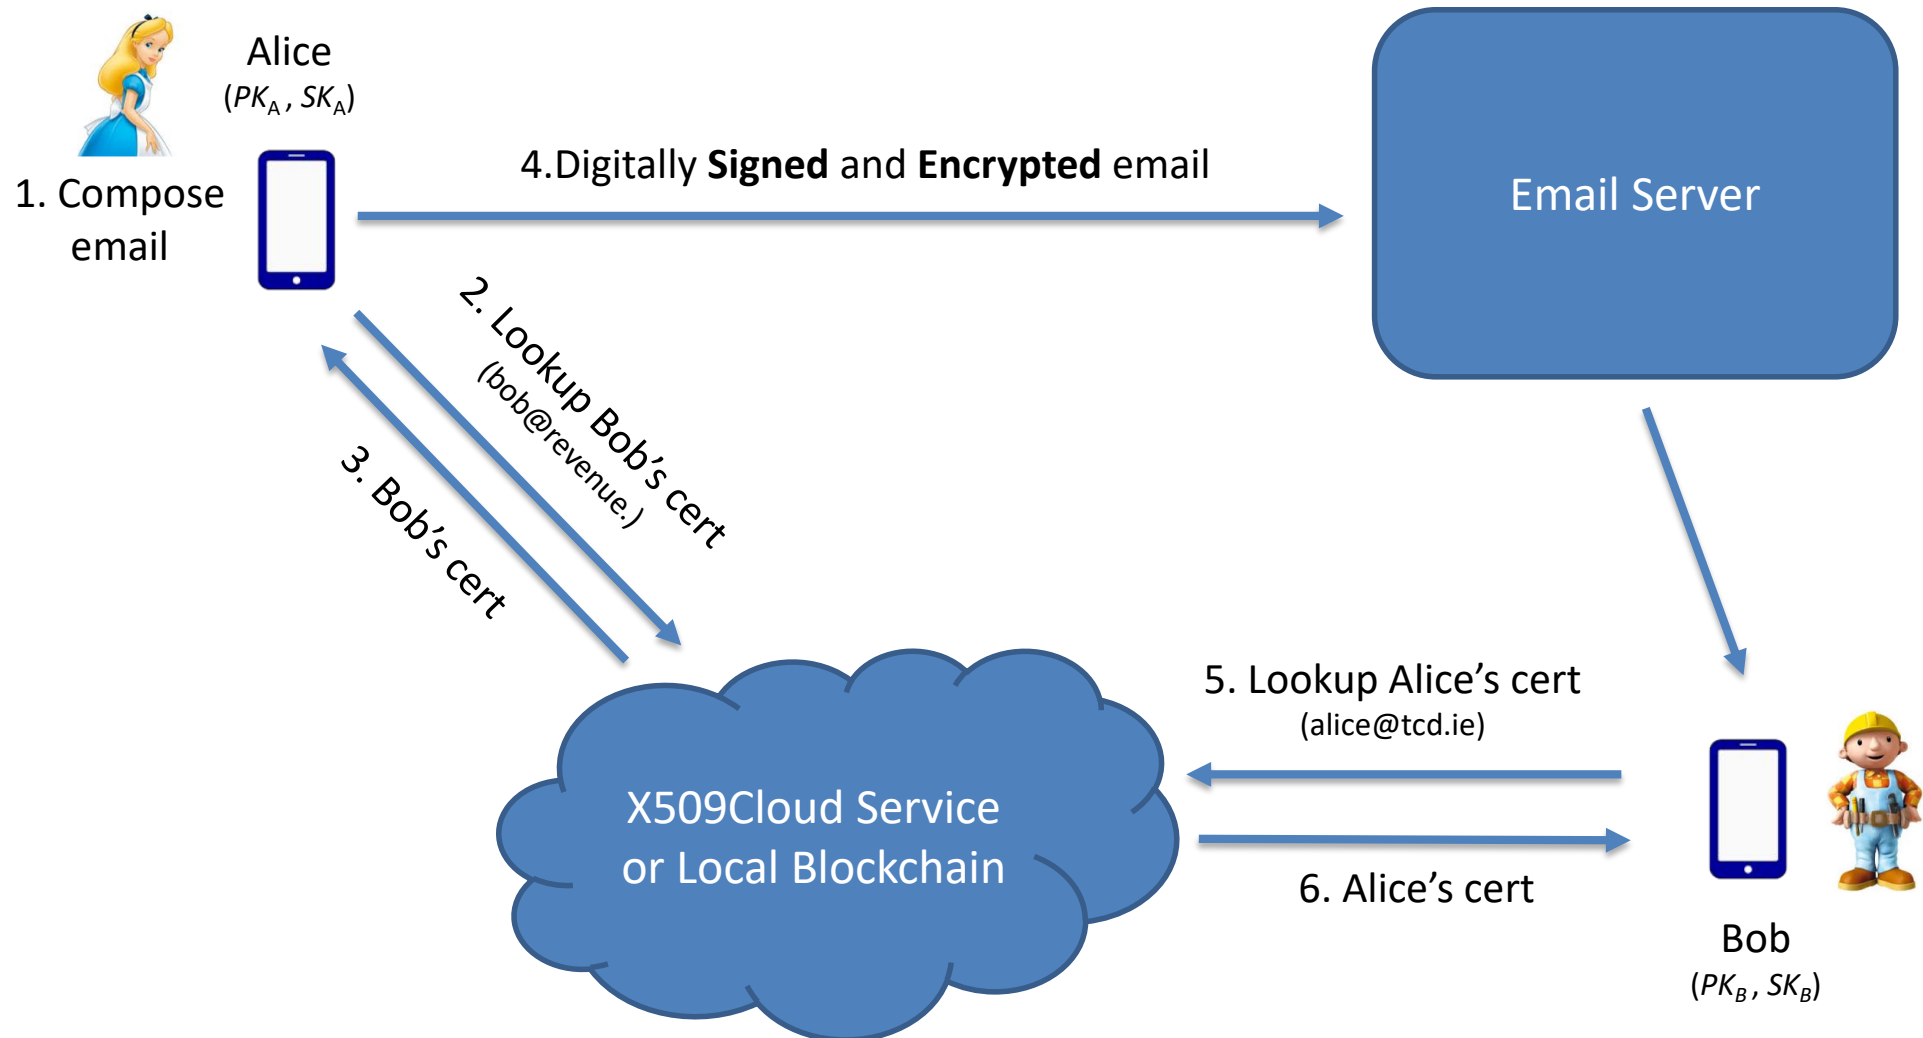 Alice
(PKA , SKA)
1. Compose
email
4.Digitally Signed and Encrypted email
Email Server
2. Lookup Bob’s cert
(bob@revenue.)
3. Bob’s cert
X509Cloud Service
or Local Blockchain
5. Lookup Alice’s cert
(alice@tcd.ie)
6. Alice’s cert
Bob
(PKB , SKB)